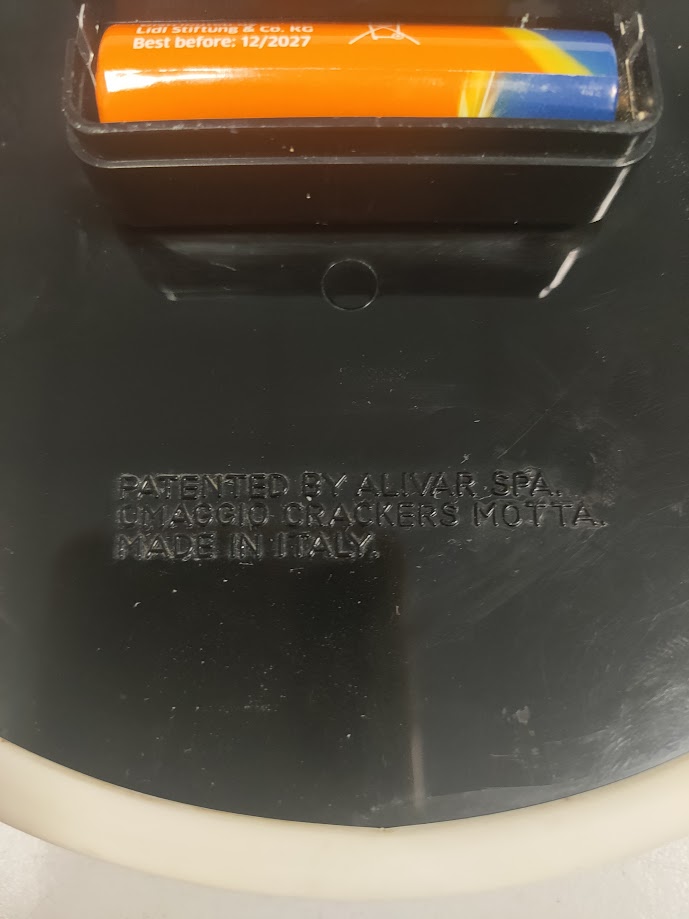 Lidl Stiftung & Co. KG
Best before: 12/2027
PATENTED BY ALIVAR SPA.
OMAGGIO CRACKERS MOTTA.
MADE IN ITALY.